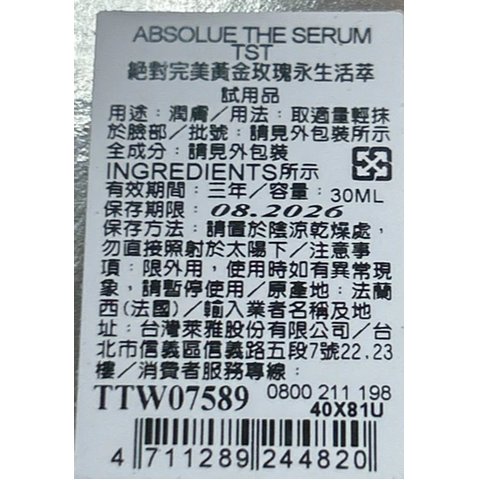 ABSOLUE THE SERUM
TST
絕對完美黃金玫瑰永生活萃
試用品
用途：潤膚／用法：取適量輕抹
於臉部／批號：請見外包裝所示
全成分：請見外包裝
INGREDIENTS所示
有效期間：三年／容量：30ML
保存期限：08.2026
保存方法：請置於陰涼乾燥處，
勿直接照射於太陽下／注意事
項：限外用，使用時如有異常現
象，請暫停使用／原產地：法蘭
西(法國)／輸入業者名稱及地
址：台灣萊雅股份有限公司／台
北市信義區信義路五段7號22,23
樓／消費者服務專線：
TTW07589 0800 211 198
40X81U
4 711289 244820